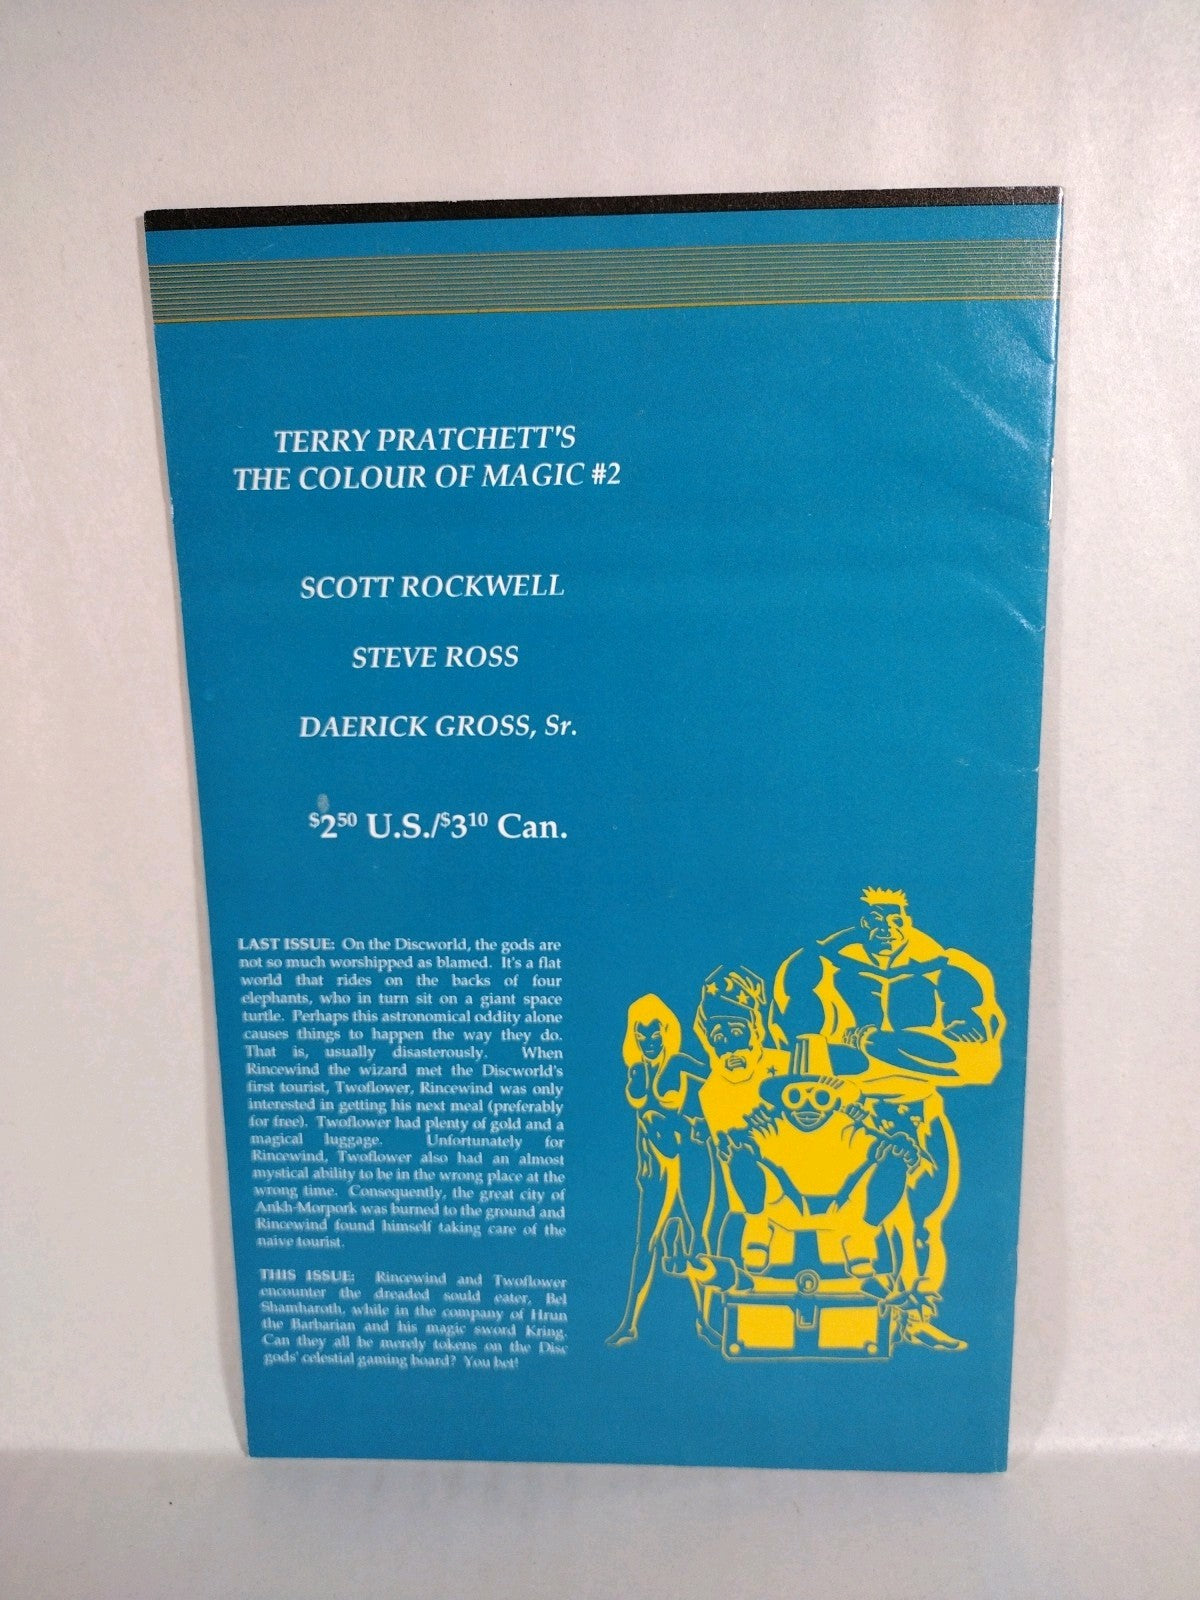 TERRY PRATCHETT'S
THE COLOUR OF MAGIC #2
SCOTT ROCKWELL
STEVE ROSS
DAERICK GROSS, Sr.
$250 U.S./$310 Can.
LAST ISSUE: On the Discworld, the gods are
not so much worshipped as blamed. It's a flat
world that rides on the backs of four
elephants, who in turn sit on a giant space
turtle. Perhaps this astronomical oddity alone
causes things to happen the way they do.
That is, usually disasterously. When
Rincewind the wizard met the Discworld's
first tourist, Twoflower, Rincewind was only
interested in getting his next meal (preferably
for free). Twoflower had plenty of gold and a
magical luggage. Unfortunately for
Rincewind, Twoflower also had an almost
mystical ability to be in the wrong place at the
wrong time. Consequently, the great city of
Ankh-Morpork was burned to the ground and
Rincewind found himself taking care of the
naive tourist.
THIS ISSUE: Rincewind and Twoflower
encounter the dreaded sould eater, Bel
Shamharoth, while in the company of Hrun
the Barbarian and his magic sword Kring.
Can they all be merely tokens on the Disc
gods' celestial gaming board? You bet!